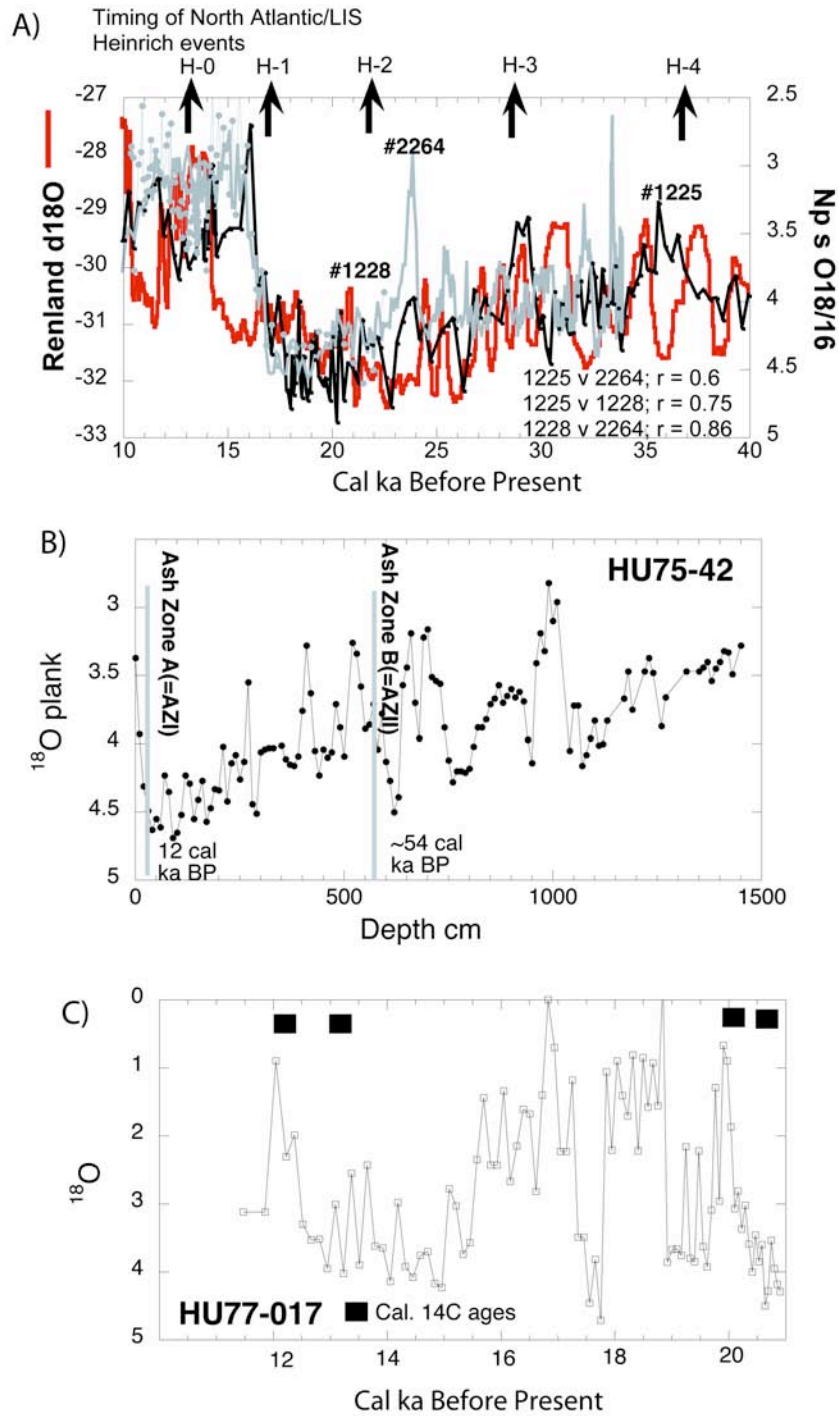 A)
Timing of North Atlantic/LIS
Heinrich events
H-0 H-1 H-2 H-3 H-4
-27
-28
-29
-30
-31
-32
-33
Renland d18O
2.5
3
3.5
4
4.5
5
Np s O18/16
#2264
#1225
#1228
1225 v 2264; r = 0.6
1225 v 1228; r = 0.75
1228 v 2264; r = 0.86
10 15 20 25 30 35 40
Cal ka Before Present
B)
HU75-42
Ash Zone A(=AZI)
Ash Zone B(=AZII)
3
3.5
4
4.5
5
18O plank
12 cal
ka BP
~54 cal
ka BP
0 500 1000 1500
Depth cm
C)
0
1
2
3
4
5
18O
HU77-017
Cal. 14C ages
12 14 16 18 20
Cal ka Before Present